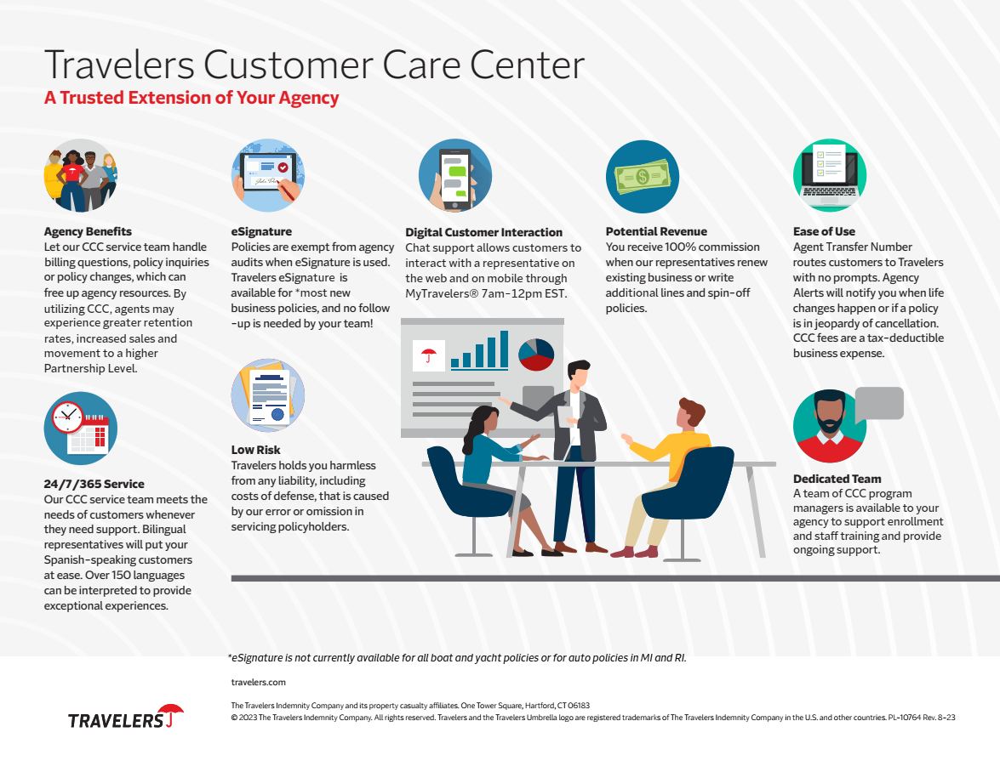 Travelers Customer Care Center
A Trusted Extension of Your Agency
Agency Benefits
Let our CCC service team handle
billing questions, policy inquiries
or policy changes, which can
free up agency resources. By
utilizing CCC, agents may
experience greater retention
rates, increased sales and
movement to a higher
Partnership Level.
24/7/365 Service
Our CCC service team meets the
needs of customers whenever
they need support. Bilingual
representatives will put your
Spanish-speaking customers
at ease. Over 150 languages
can be interpreted to provide
exceptional experiences.
eSignature
Policies are exempt from agency
audits when eSignature is used.
Travelers eSignature is
available for *most new
business policies, and no follow
-up is needed by your team!
Low Risk
Travelers holds you harmless
from any liability, including
costs of defense, that is caused
by our error or omission in
servicing policyholders.
Digital Customer Interaction
Chat support allows customers to
interact with a representative on
the web and on mobile through
MyTravelers® 7am-12pm EST.
$
Potential Revenue
You receive 100% commission
when our representatives renew
existing business or write
additional lines and spin-off
policies.
Ease of Use
Agent Transfer Number
routes customers to Travelers
with no prompts. Agency
Alerts will notify you when life
changes happen or if a policy
is in jeopardy of cancellation.
CCC fees are a tax-deductible
business expense.
Dedicated Team
A team of CCC program
managers is available to your
agency to support enrollment
and staff training and provide
ongoing support.
*eSignature is not currently available for all boat and yacht policies or for auto policies in MI and RI.
travelers.com
TRAVELERS
The Travelers Indemnity Company and its property casualty affiliates. One Tower Square, Hartford, CT 06183
© 2023 The Travelers Indemnity Company. All rights reserved. Travelers and the Travelers Umbrella logo are registered trademarks of The Travelers Indemnity Company in the U.S. and other countries. PL-10764 Rev. 8-23